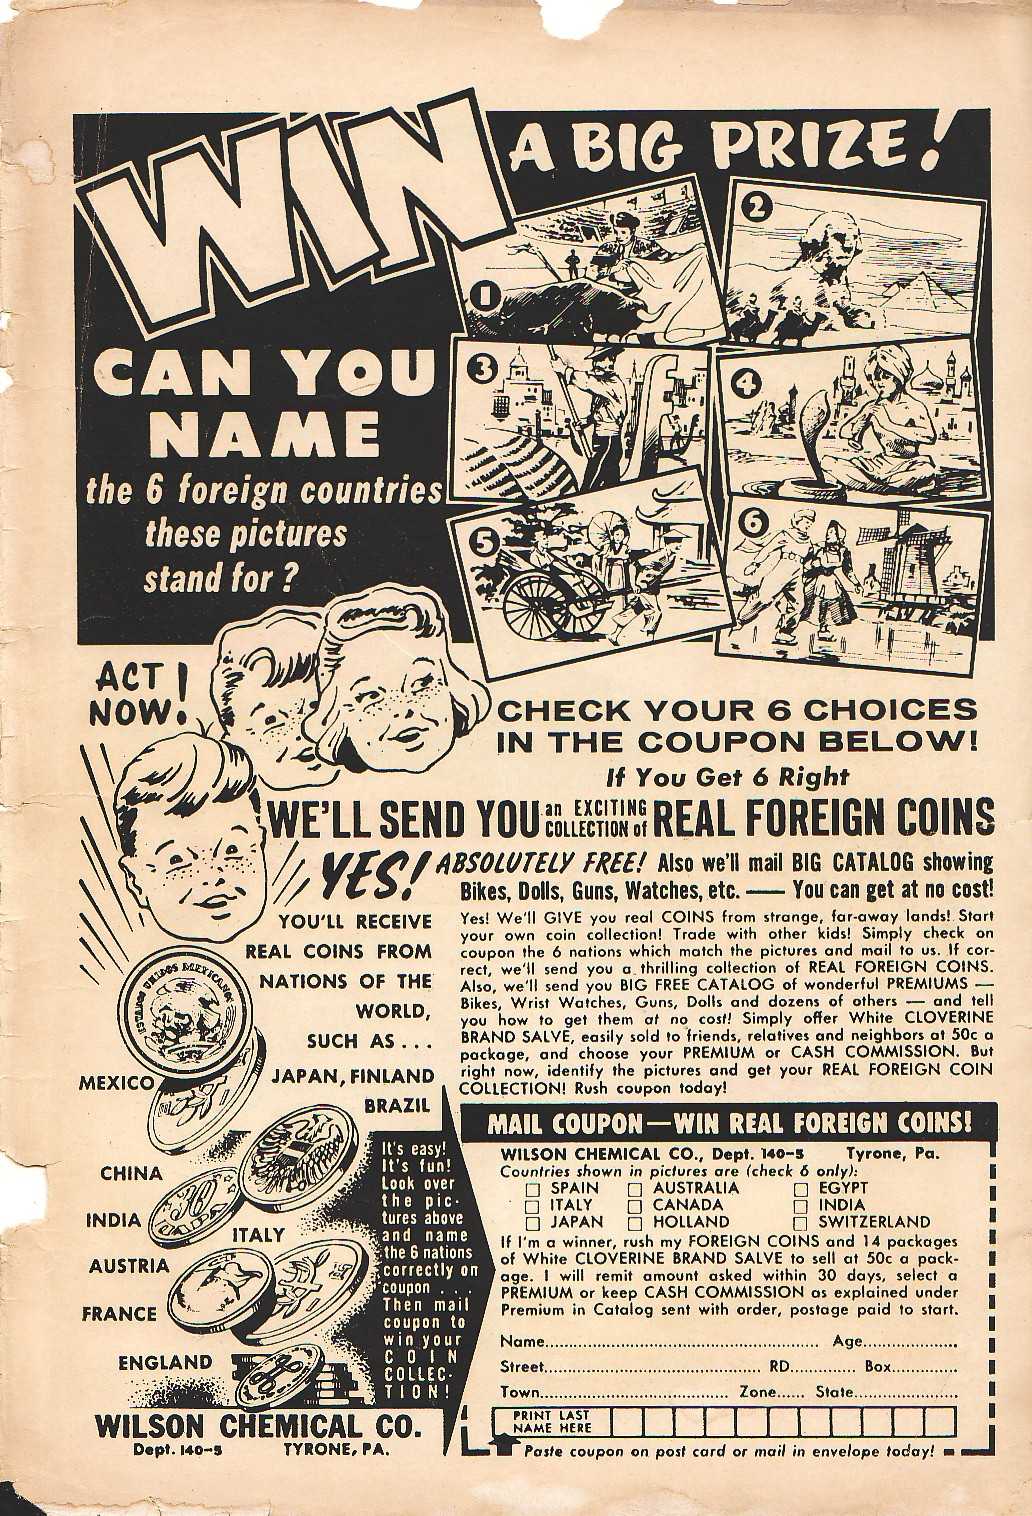 WIN A BIG PRIZE!
1
2
3
4
5
6
CAN YOU
NAME
the 6 foreign countries
these pictures
stand for ?
ACT
NOW!
CHECK YOUR 6 CHOICES
IN THE COUPON BELOW!
If You Get 6 Right
WE'LL SEND YOU an EXCITING COLLECTION of REAL FOREIGN COINS
YES! ABSOLUTELY FREE! Also we'll mail BIG CATALOG showing
Bikes, Dolls, Guns, Watches, etc. — You can get at no cost!
YOU'LL RECEIVE
REAL COINS FROM
NATIONS OF THE
WORLD,
SUCH AS . . .
JAPAN, FINLAND
BRAZIL
ESTADOS UNIDOS MEXICANOS
MEXICO
CHINA
INDIA
ITALY
AUSTRIA
FRANCE
ENGLAND
It's easy!
It's fun!
Look over
the pic-
tures above
and name
the 6 nations
correctly on
coupon . . .
Then mail
coupon to
win your
COIN
COLLEC-
TION!
WILSON CHEMICAL CO.
Dept. 140-5 TYRONE, PA.
Yes! We'll GIVE you real COINS from strange, far-away lands! Start
your own coin collection! Trade with other kids! Simply check on
coupon the 6 nations which match the pictures and mail to us. If cor-
rect, we'll send you a thrilling collection of REAL FOREIGN COINS.
Also, we'll send you BIG FREE CATALOG of wonderful PREMIUMS —
Bikes, Wrist Watches, Guns, Dolls and dozens of others — and tell
you how to get them at no cost! Simply offer White CLOVERINE
BRAND SALVE, easily sold to friends, relatives and neighbors at 50c a
package, and choose your PREMIUM or CASH COMMISSION. But
right now, identify the pictures and get your REAL FOREIGN COIN
COLLECTION! Rush coupon today!
MAIL COUPON—WIN REAL FOREIGN COINS!
WILSON CHEMICAL CO., Dept. 140-5 Tyrone, Pa.
Countries shown in pictures are (check 6 only):
SPAIN AUSTRALIA EGYPT
ITALY CANADA INDIA
JAPAN HOLLAND SWITZERLAND
If I'm a winner, rush my FOREIGN COINS and 14 packages
of White CLOVERINE BRAND SALVE to sell at 50c a pack-
age. I will remit amount asked within 30 days, select a
PREMIUM or keep CASH COMMISSION as explained under
Premium in Catalog sent with order, postage paid to start.
Name Age
Street RD Box
Town Zone State
PRINT LAST
NAME HERE
Paste coupon on post card or mail in envelope today!